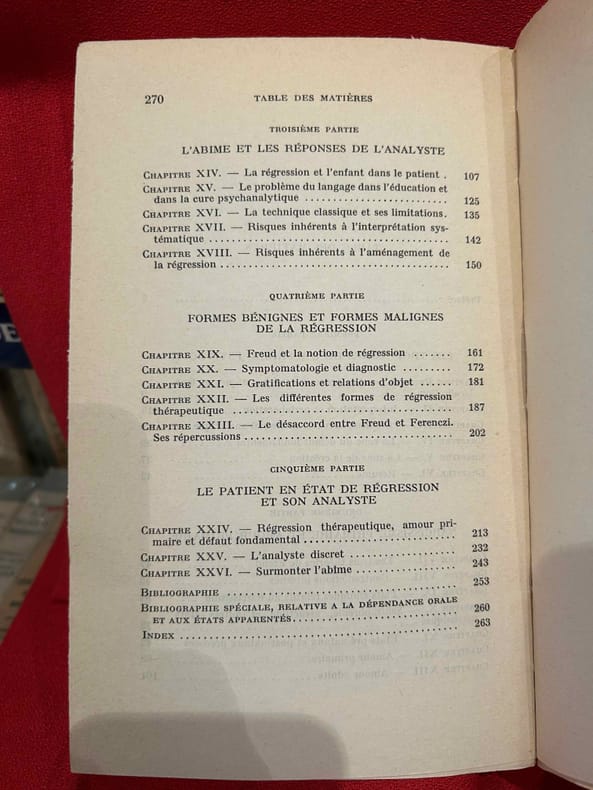 270 TABLE DES MATIÈRES
TROISIÈME PARTIE
L'ABIME ET LES RÉPONSES DE L'ANALYSTE
CHAPITRE XIV. — La régression et l'enfant dans le patient . 107
CHAPITRE XV. — Le problème du langage dans l'éducation et
dans la cure psychanalytique ........................ 125
CHAPITRE XVI. — La technique classique et ses limitations. 135
CHAPITRE XVII. — Risques inhérents à l'interprétation sys-
tématique ........................................ 142
CHAPITRE XVIII. — Risques inhérents à l'aménagement de
la régression ...................................... 150
QUATRIÈME PARTIE
FORMES BÉNIGNES ET FORMES MALIGNES
DE LA RÉGRESSION
CHAPITRE XIX. — Freud et la notion de régression ....... 161
CHAPITRE XX. — Symptomatologie et diagnostic ......... 172
CHAPITRE XXI. — Gratifications et relations d'objet ...... 181
CHAPITRE XXII. — Les différentes formes de régression
thérapeutique ..................................... 187
CHAPITRE XXIII. — Le désaccord entre Freud et Ferenczi.
Ses répercussions ................................... 202
CINQUIÈME PARTIE
LE PATIENT EN ÉTAT DE RÉGRESSION
ET SON ANALYSTE
CHAPITRE XXIV. — Régression thérapeutique, amour pri-
maire et défaut fondamental ......................... 213
CHAPITRE XXV. — L'analyste discret .................. 232
CHAPITRE XXVI. — Surmonter l'abîme ................. 243
BIBLIOGRAPHIE ....................................... 253
BIBLIOGRAPHIE SPÉCIALE, RELATIVE A LA DÉPENDANCE ORALE
ET AUX ÉTATS APPARENTÉS............................ 260
INDEX .............................................. 263